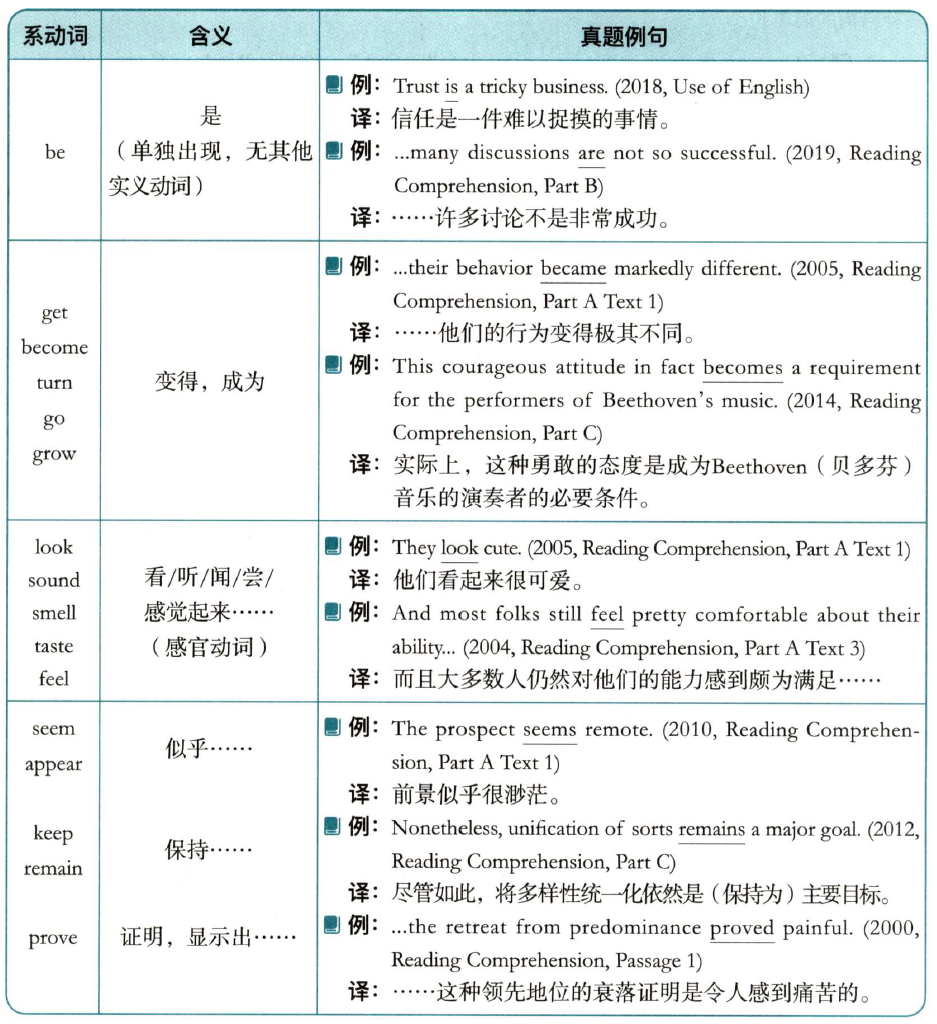 系动词 含义 真题例句
be
是
（单独出现，无其他
实义动词）
例：Trust is a tricky business. (2018, Use of English)
译：信任是一件难以捉摸的事情。
例：...many discussions are not so successful. (2019, Reading
Comprehension, Part B)
译：……许多讨论不是非常成功。
get
become
turn
go
grow
变得，成为
例：...their behavior became markedly different. (2005, Reading
Comprehension, Part A Text 1)
译：……他们的行为变得极其不同。
例：This courageous attitude in fact becomes a requirement
for the performers of Beethoven's music. (2014, Reading
Comprehension, Part C)
译：实际上，这种勇敢的态度是成为Beethoven（贝多芬）
音乐的演奏者的必要条件。
look
sound
smell
taste
feel
看/听/闻/尝/
感觉起来……
（感官动词）
例：They look cute. (2005, Reading Comprehension, Part A Text 1)
译：他们看起来很可爱。
例：And most folks still feel pretty comfortable about their
ability... (2004, Reading Comprehension, Part A Text 3)
译：而且大多数人仍然对他们的能力感到颇为满足……
seem
appear
似乎……
例：The prospect seems remote. (2010, Reading Comprehen-
sion, Part A Text 1)
译：前景似乎很渺茫。
keep
remain
保持……
例：Nonetheless, unification of sorts remains a major goal. (2012,
Reading Comprehension, Part C)
译：尽管如此，将多样性统一化依然是（保持为）主要目标。
prove
证明，显示出……
例：...the retreat from predominance proved painful. (2000,
Reading Comprehension, Passage 1)
译：……这种领先地位的衰落证明是令人感到痛苦的。